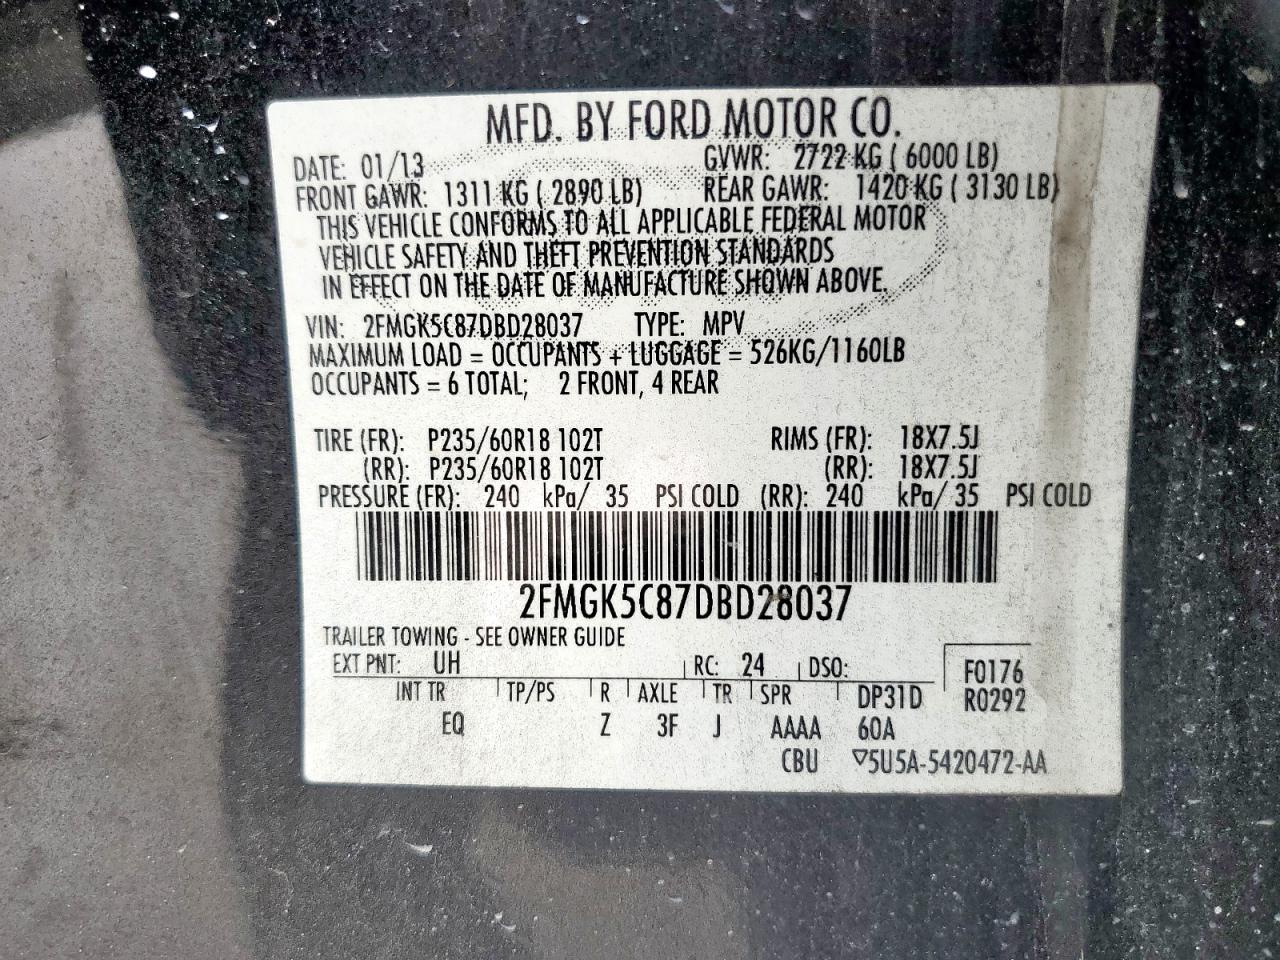 MFD. BY FORD MOTOR CO.
DATE: 01/13 GVWR: 2722 KG ( 6000 LB)
FRONT GAWR: 1311 KG ( 2890 LB) REAR GAWR: 1420 KG ( 3130 LB)
THIS VEHICLE CONFORMS TO ALL APPLICABLE FEDERAL MOTOR
VEHICLE SAFETY AND THEFT PREVENTION STANDARDS
IN EFFECT ON THE DATE OF MANUFACTURE SHOWN ABOVE.
VIN: 2FMGK5C87DBD28037 TYPE: MPV
MAXIMUM LOAD = OCCUPANTS + LUGGAGE = 526KG/1160LB
OCCUPANTS = 6 TOTAL; 2 FRONT, 4 REAR
TIRE (FR): P235/60R18 102T RIMS (FR): 18X7.5J
(RR): P235/60R18 102T (RR): 18X7.5J
PRESSURE (FR): 240 kPa/ 35 PSI COLD (RR): 240 kPa/ 35 PSI COLD
2FMGK5C87DBD28037
TRAILER TOWING - SEE OWNER GUIDE
EXT PNT: UH RC: 24 DSO: F0176
INT TR TP/PS R AXLE TR SPR DP31D R0292
EQ Z 3F J AAAA 60A
CBU ▽5U5A-5420472-AA